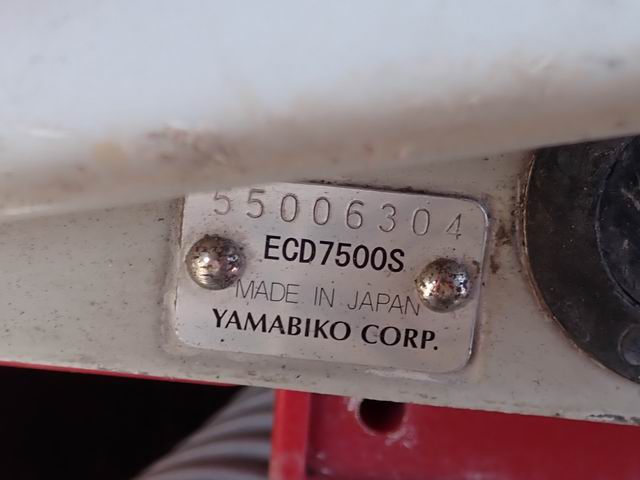 55006304
ECD7500S
MADE IN JAPAN
YAMABIKO CORP.